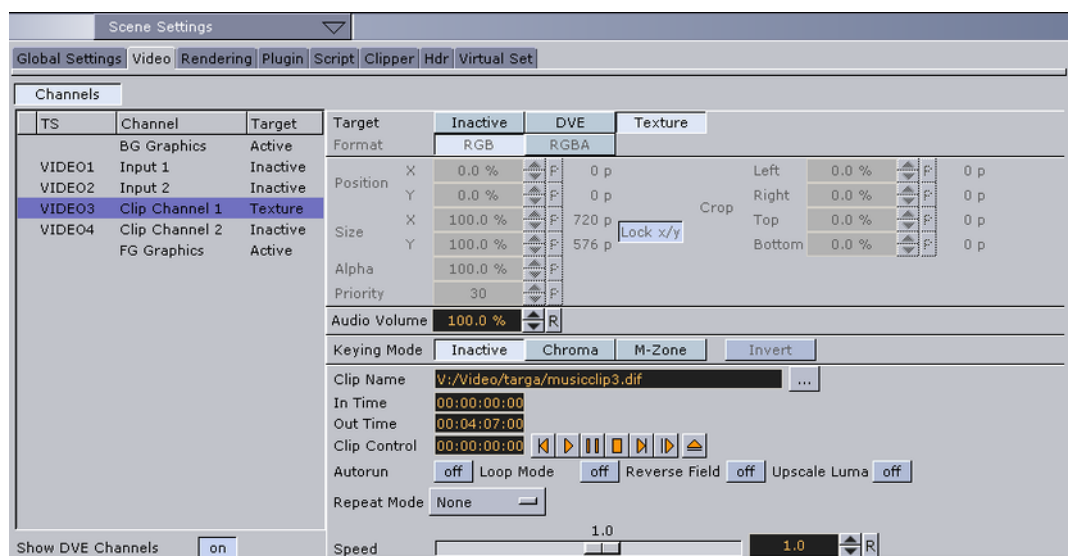 Scene Settings
Global Settings Video Rendering Plugin Script Clipper Hdr Virtual Set
Channels
TS Channel Target
BG Graphics Active
VIDEO1 Input 1 Inactive
VIDEO2 Input 2 Inactive
VIDEO3 Clip Channel 1 Texture
VIDEO4 Clip Channel 2 Inactive
FG Graphics Active
Show DVE Channels on
Target Inactive DVE Texture
Format RGB RGBA
Position X 0.0 % P 0 p
Y 0.0 % P 0 p
Size X 100.0 % P 720 p
Y 100.0 % P 576 p
Lock x/y
Crop
Left 0.0 % P 0 p
Right 0.0 % P 0 p
Top 0.0 % P 0 p
Bottom 0.0 % P 0 p
Alpha 100.0 % P
Priority 30 P
Audio Volume 100.0 % R
Keying Mode Inactive Chroma M-Zone Invert
Clip Name V:/Video/targa/musicclip3.dif ...
In Time 00:00:00:00
Out Time 00:04:07:00
Clip Control 00:00:00:00
Autorun off Loop Mode off Reverse Field off Upscale Luma off
Repeat Mode None
1.0
Speed 1.0 R